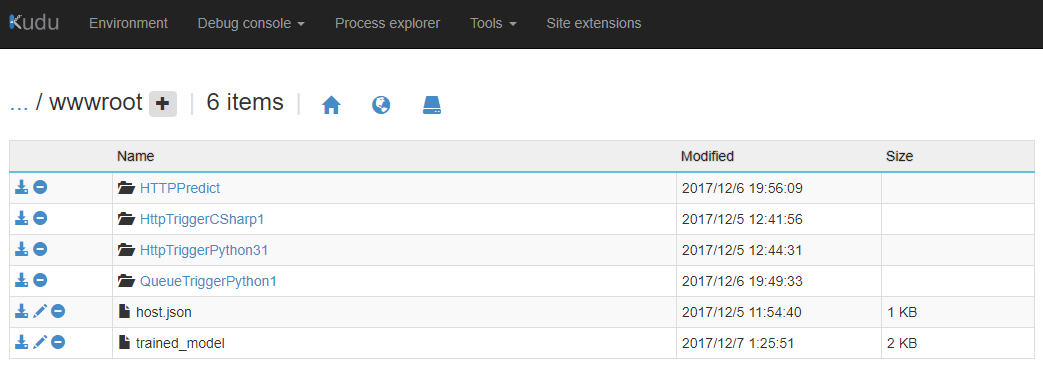 Kudu Environment Debug console Process explorer Tools Site extensions
... / wwwroot | 6 items |
Name Modified Size
HTTPPredict 2017/12/6 19:56:09
HttpTriggerCSharp1 2017/12/5 12:41:56
HttpTriggerPython31 2017/12/5 12:44:31
QueueTriggerPython1 2017/12/6 19:49:33
host.json 2017/12/5 11:54:40 1 KB
trained_model 2017/12/7 1:25:51 2 KB